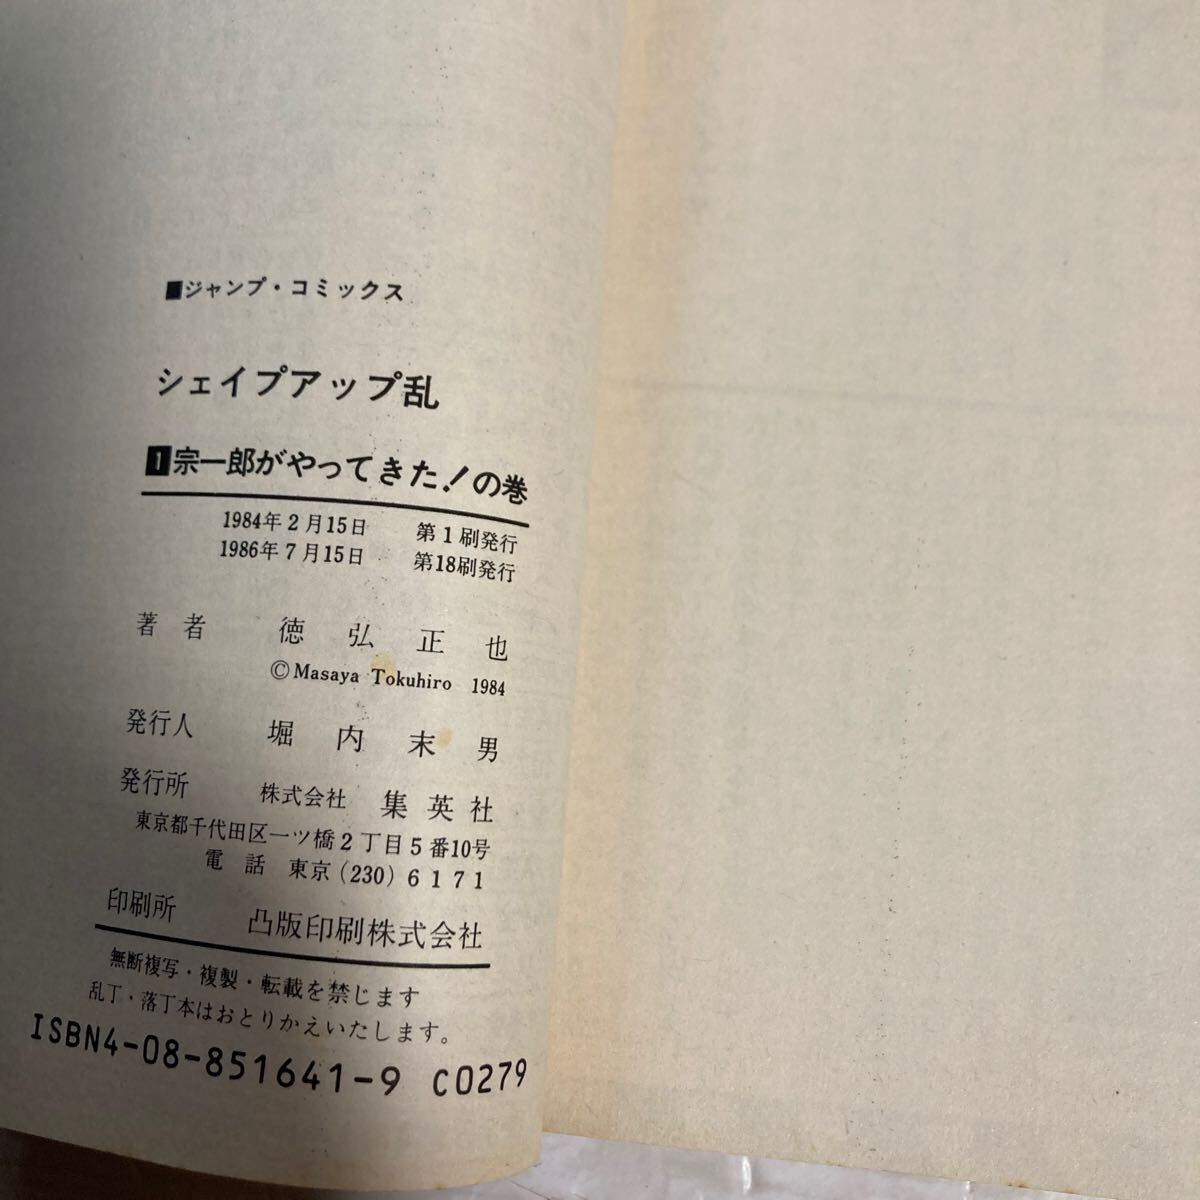 ■ジャンプ・コミックス
シェイプアップ乱
1宗一郎がやってきた!の巻
1984年2月15日 第1刷発行
1986年7月15日 第18刷発行
著者 徳弘正也
©Masaya Tokuhiro 1984
発行人 堀内末男
発行所 株式会社 集英社
東京都千代田区一ツ橋2丁目5番10号
電話 東京(230)6171
印刷所 凸版印刷株式会社
無断複写・複製・転載を禁じます
乱丁・落丁本はおとりかえいたします。
ISBN4-08-851641-9 C0279